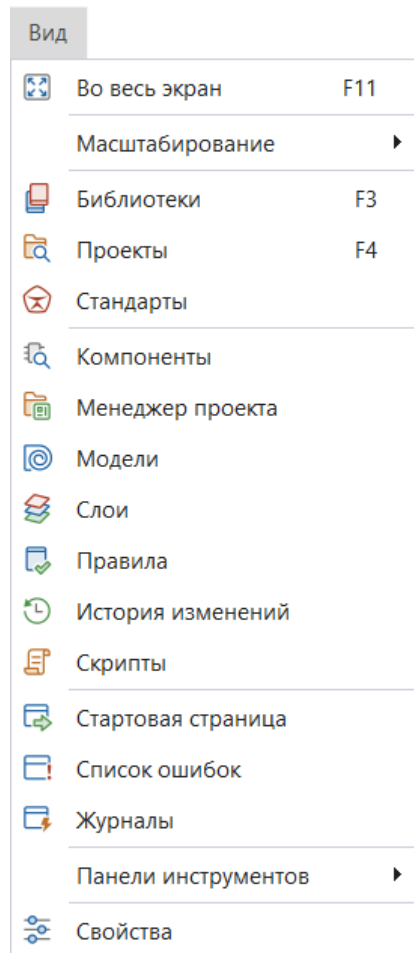 Вид
Во весь экран F11
Масштабирование
Библиотеки F3
Проекты F4
Стандарты
Компоненты
Менеджер проекта
Модели
Слои
Правила
История изменений
Скрипты
Стартовая страница
Список ошибок
Журналы
Панели инструментов
Свойства